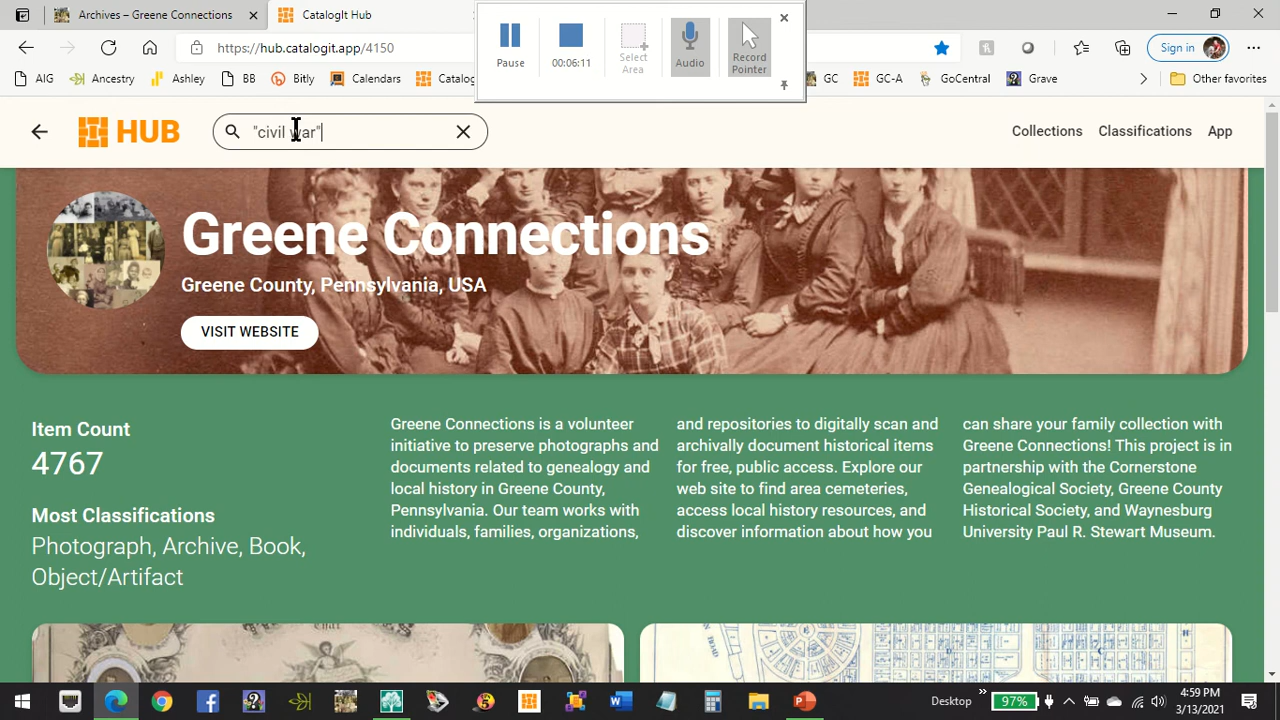 Archives – Greene Connections
CatalogIt Hub
https://hub.catalogit.app/4150
Sign in
AIG
Ancestry
Ashley
BB
Bitly
Calendars
Catalog
GC
GC-A
GoCentral
Grave
Other favorites
Pause
00:06:11
Select
Area
Audio
Record
Pointer
HUB
"civil war"
Collections
Classifications
App
Greene Connections
Greene County, Pennsylvania, USA
VISIT WEBSITE
Item Count
4767
Most Classifications
Photograph, Archive, Book,
Object/Artifact
Greene Connections is a volunteer
initiative to preserve photographs and
documents related to genealogy and
local history in Greene County,
Pennsylvania. Our team works with
individuals, families, organizations,
and repositories to digitally scan and
archivally document historical items
for free, public access. Explore our
web site to find area cemeteries,
access local history resources, and
discover information about how you
can share your family collection with
Greene Connections! This project is in
partnership with the Cornerstone
Genealogical Society, Greene County
Historical Society, and Waynesburg
University Paul R. Stewart Museum.
Desktop
97%
4:59 PM
3/13/2021